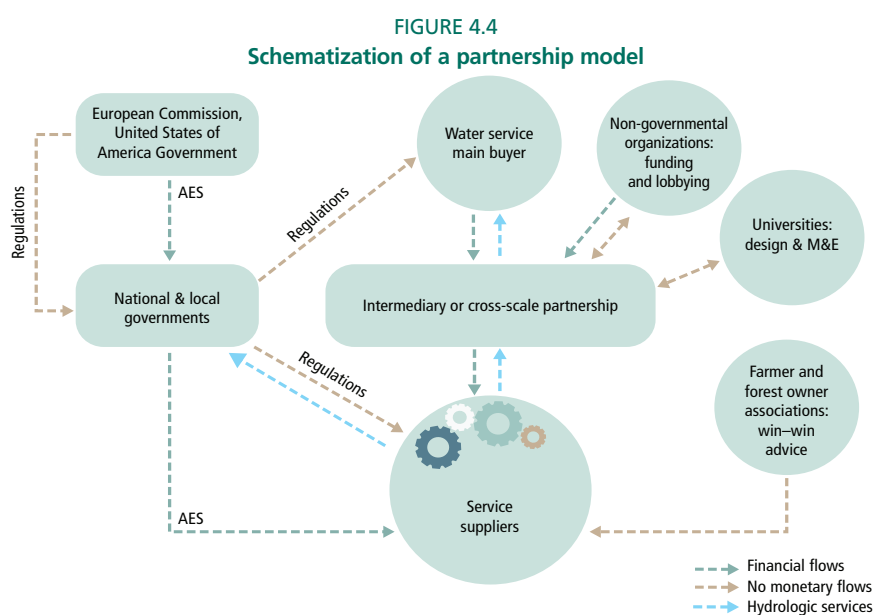 FIGURE 4.4
Schematization of a partnership model
European Commission,
United States of
America Government
Water service
main buyer
Non-governmental
organizations:
funding
and lobbying
Regulations
AES
Regulations
Universities:
design & M&E
National & local
governments
Intermediary or cross-scale partnership
Regulations
Farmer and
forest owner
associations:
win–win
advice
Service
suppliers
AES
Financial flows
No monetary flows
Hydrologic services